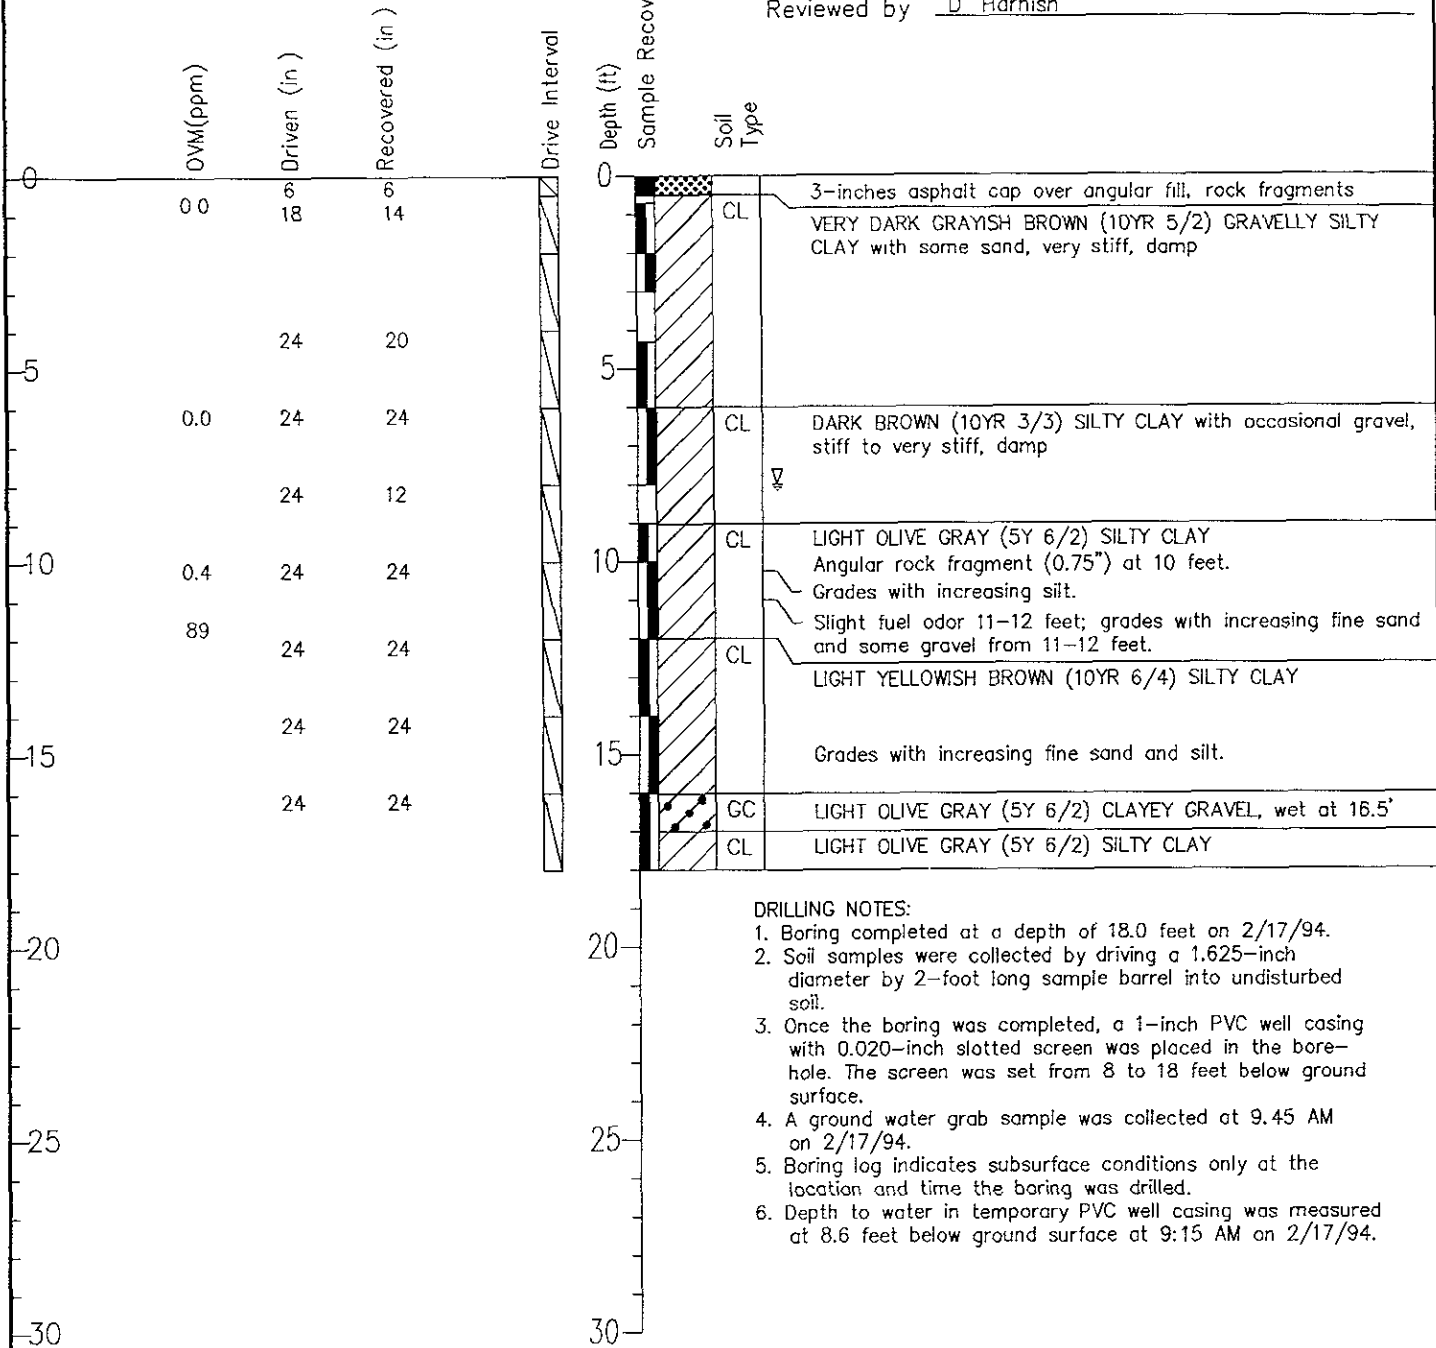 Reviewed by D Harnish
OVM(ppm)
Driven (in )
Recovered (in )
Drive Interval
Depth (ft)
Sample Recov
Soil
Type
0
0
6 6
3-inches asphalt cap over angular fill, rock fragments
0 0 18 14
CL
VERY DARK GRAYISH BROWN (10YR 5/2) GRAVELLY SILTY
CLAY with some sand, very stiff, damp
24 20
5
5
0.0 24 24
CL
DARK BROWN (10YR 3/3) SILTY CLAY with occasional gravel,
stiff to very stiff, damp
24 12
CL
LIGHT OLIVE GRAY (5Y 6/2) SILTY CLAY
10
10
Angular rock fragment (0.75") at 10 feet.
0.4 24 24
Grades with increasing silt.
89
Slight fuel odor 11-12 feet; grades with increasing fine sand
and some gravel from 11-12 feet.
24 24
CL
LIGHT YELLOWISH BROWN (10YR 6/4) SILTY CLAY
24 24
15
15
Grades with increasing fine sand and silt.
24 24
GC
LIGHT OLIVE GRAY (5Y 6/2) CLAYEY GRAVEL, wet at 16.5'
CL
LIGHT OLIVE GRAY (5Y 6/2) SILTY CLAY
DRILLING NOTES:
1. Boring completed at a depth of 18.0 feet on 2/17/94.
20
20
2. Soil samples were collected by driving a 1.625-inch
diameter by 2-foot long sample barrel into undisturbed
soil.
3. Once the boring was completed, a 1-inch PVC well casing
with 0.020-inch slotted screen was placed in the bore-
hole. The screen was set from 8 to 18 feet below ground
surface.
4. A ground water grab sample was collected at 9.45 AM
on 2/17/94.
25
25
5. Boring log indicates subsurface conditions only at the
location and time the boring was drilled.
6. Depth to water in temporary PVC well casing was measured
at 8.6 feet below ground surface at 9:15 AM on 2/17/94.
30
30